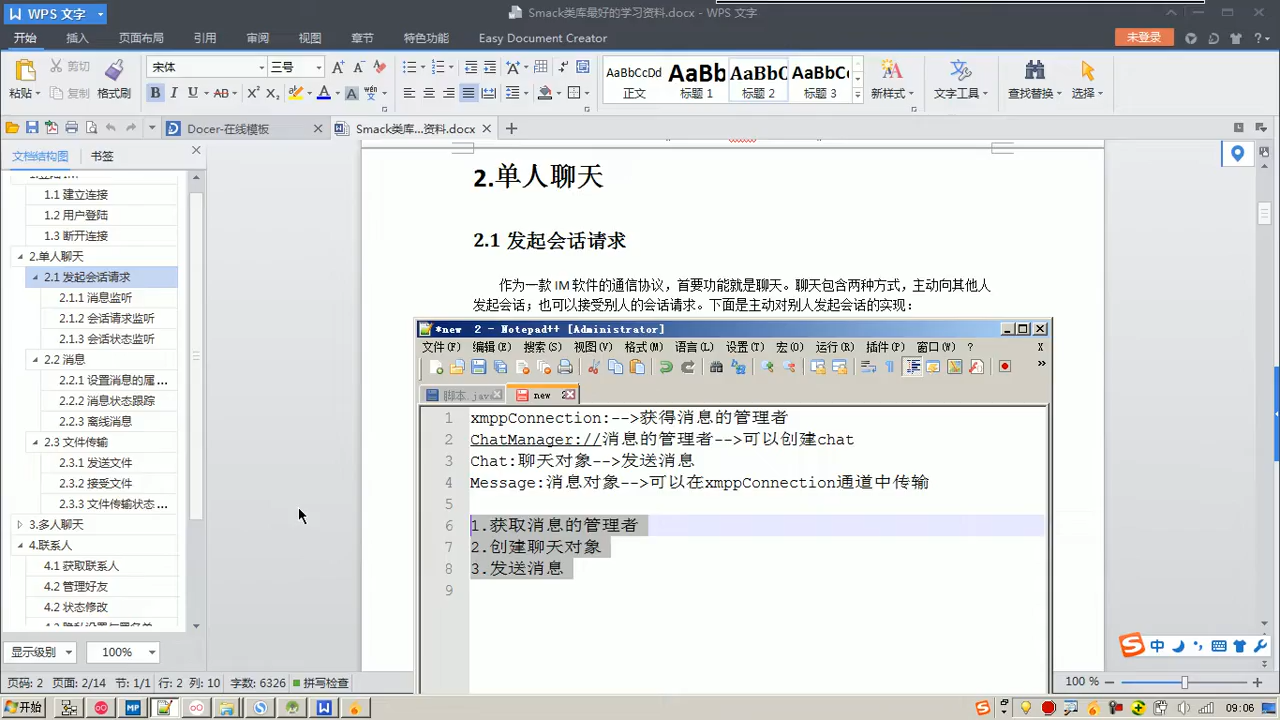 WPS 文字
Smack类库最好的学习资料.docx - WPS 文字
开始 插入 页面布局 引用 审阅 视图 章节 特色功能 Easy Document Creator
未登录
剪切
粘贴 复制 格式刷
宋体 三号
AaBbCcDd AaBb AaBbC AaBbC
正文 标题 1 标题 2 标题 3
新样式 文字工具 查找替换 选择
Docer-在线模板
Smack类库...资料.docx
文档结构图 书签
1.1 建立连接
1.2 用户登陆
1.3 断开连接
2.单人聊天
2.1 发起会话请求
2.1.1 消息监听
2.1.2 会话请求监听
2.1.3 会话状态监听
2.2 消息
2.2.1 设置消息的属 ...
2.2.2 消息状态跟踪
2.2.3 离线消息
2.3 文件传输
2.3.1 发送文件
2.3.2 接受文件
2.3.3 文件传输状态 ...
3.多人聊天
4.联系人
4.1 获取联系人
4.2 管理好友
4.2 状态修改
显示级别 100%
2.单人聊天
2.1 发起会话请求
作为一款 IM 软件的通信协议，首要功能就是聊天。聊天包含两种方式，主动向其他人
发起会话；也可以接受别人的会话请求。下面是主动对别人发起会话的实现：
*new 2 - Notepad++ [Administrator]
文件(F) 编辑(E) 搜索(S) 视图(V) 格式(M) 语言(L) 设置(T) 宏(O) 运行(R) 插件(P) 窗口(W) ? X
脚本.java new 2
1 xmppConnection:-->获得消息的管理者
2 ChatManager://消息的管理者-->可以创建chat
3 Chat:聊天对象-->发送消息
4 Message:消息对象-->可以在xmppConnection通道中传输
5
6 1.获取消息的管理者
7 2.创建聊天对象
8 3.发送消息
9
中
页码: 2 页面: 2/14 节: 1/1 行: 2 列: 10 字数: 6326 拼写检查
100 %
开始
09:06